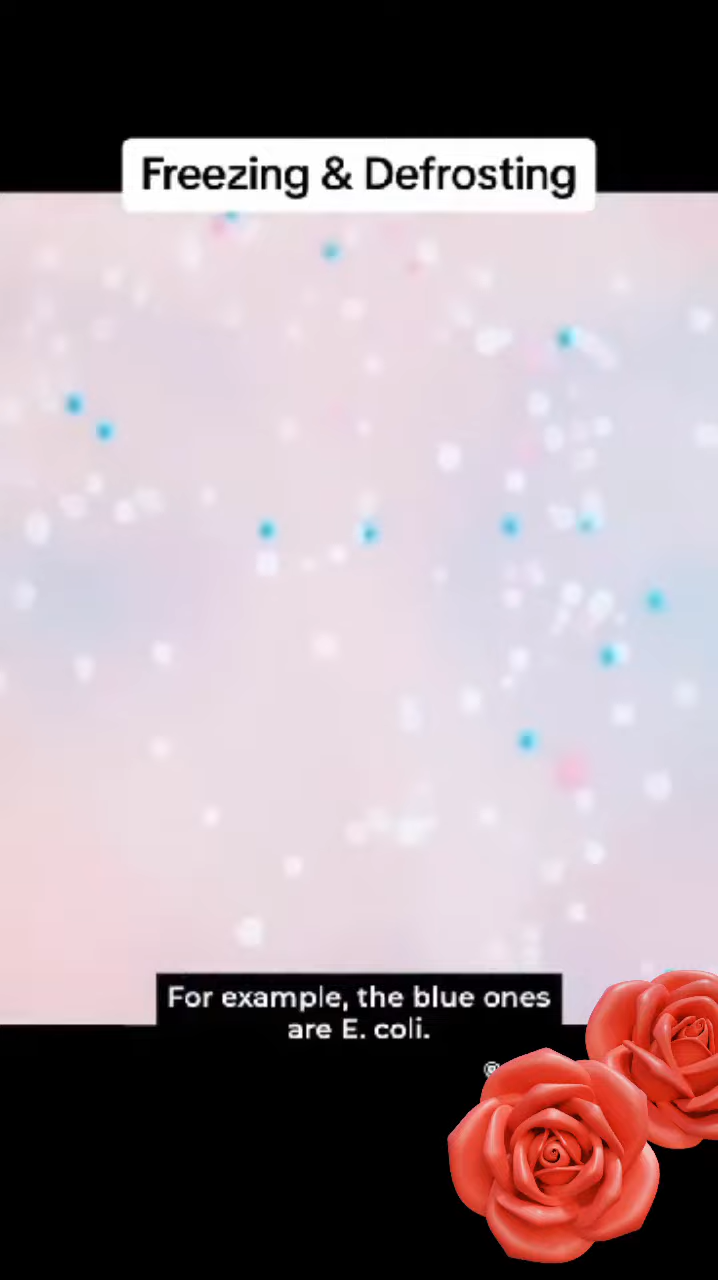 Freezing & Defrosting
For example, the blue ones
are E. coli.
@